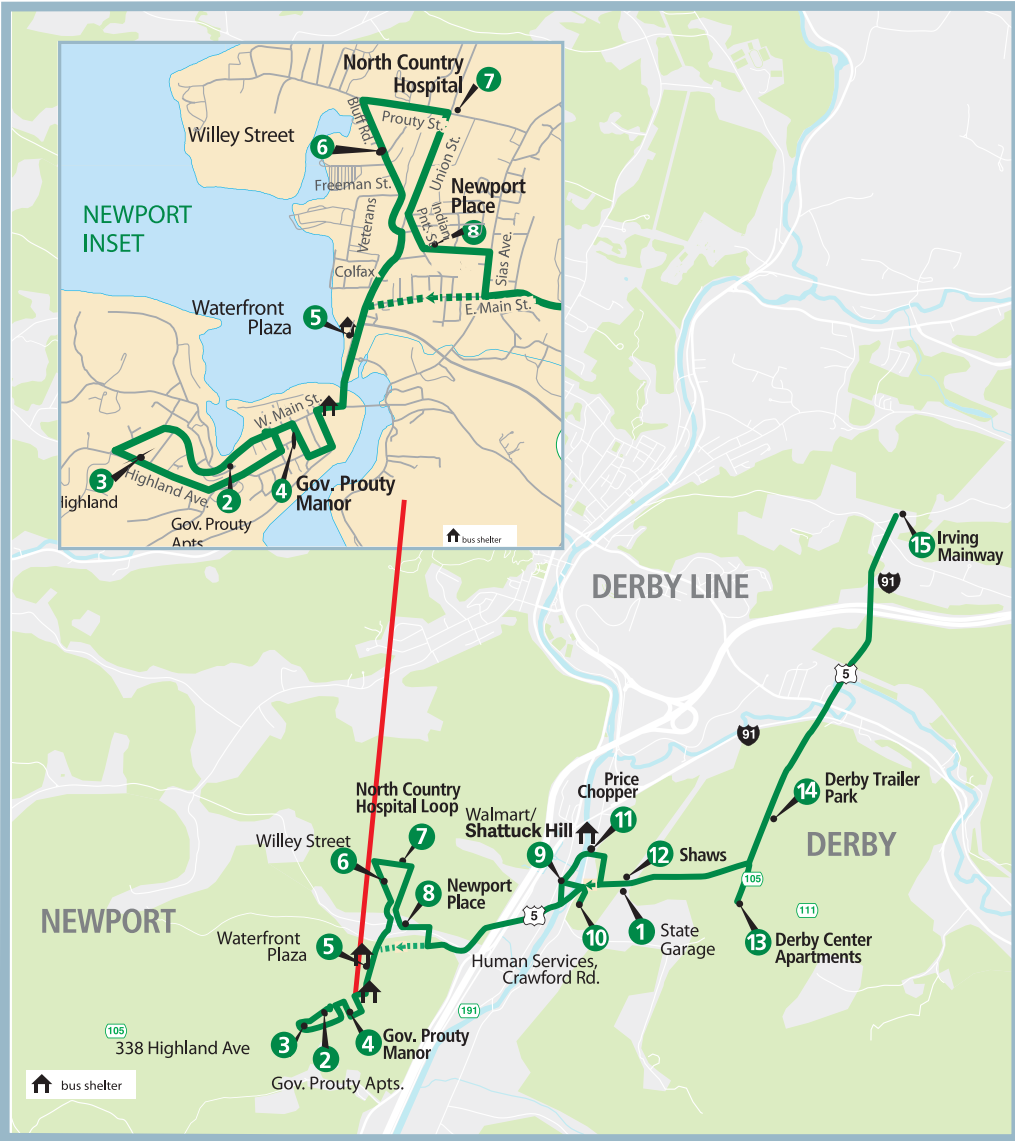 North Country
Hospital
7
Bluff Rd.
Prouty St.
Willey Street
6
Union St.
Freeman St.
Newport
Place
Indian
Pnt. St.
8
NEWPORT
INSET
Veterans
Sias Ave.
Colfax
Waterfront
Plaza
5
E. Main St.
W. Main St.
3
Highland Ave.
2
4
Gov. Prouty
Manor
ighland
Gov. Prouty
Apts.
bus shelter
15
Irving
Mainway
91
DERBY LINE
5
91
Price
Chopper
14
Derby Trailer
Park
North Country
Hospital Loop
Walmart/
Shattuck Hill
11
Willey Street
7
DERBY
6
9
12
Shaws
8
Newport
Place
105
NEWPORT
5
111
1
State
Garage
10
13
Derby Center
Apartments
Waterfront
Plaza
5
Human Services,
Crawford Rd.
191
105
338 Highland Ave
3
2
4
Gov. Prouty
Manor
Gov. Prouty Apts.
bus shelter